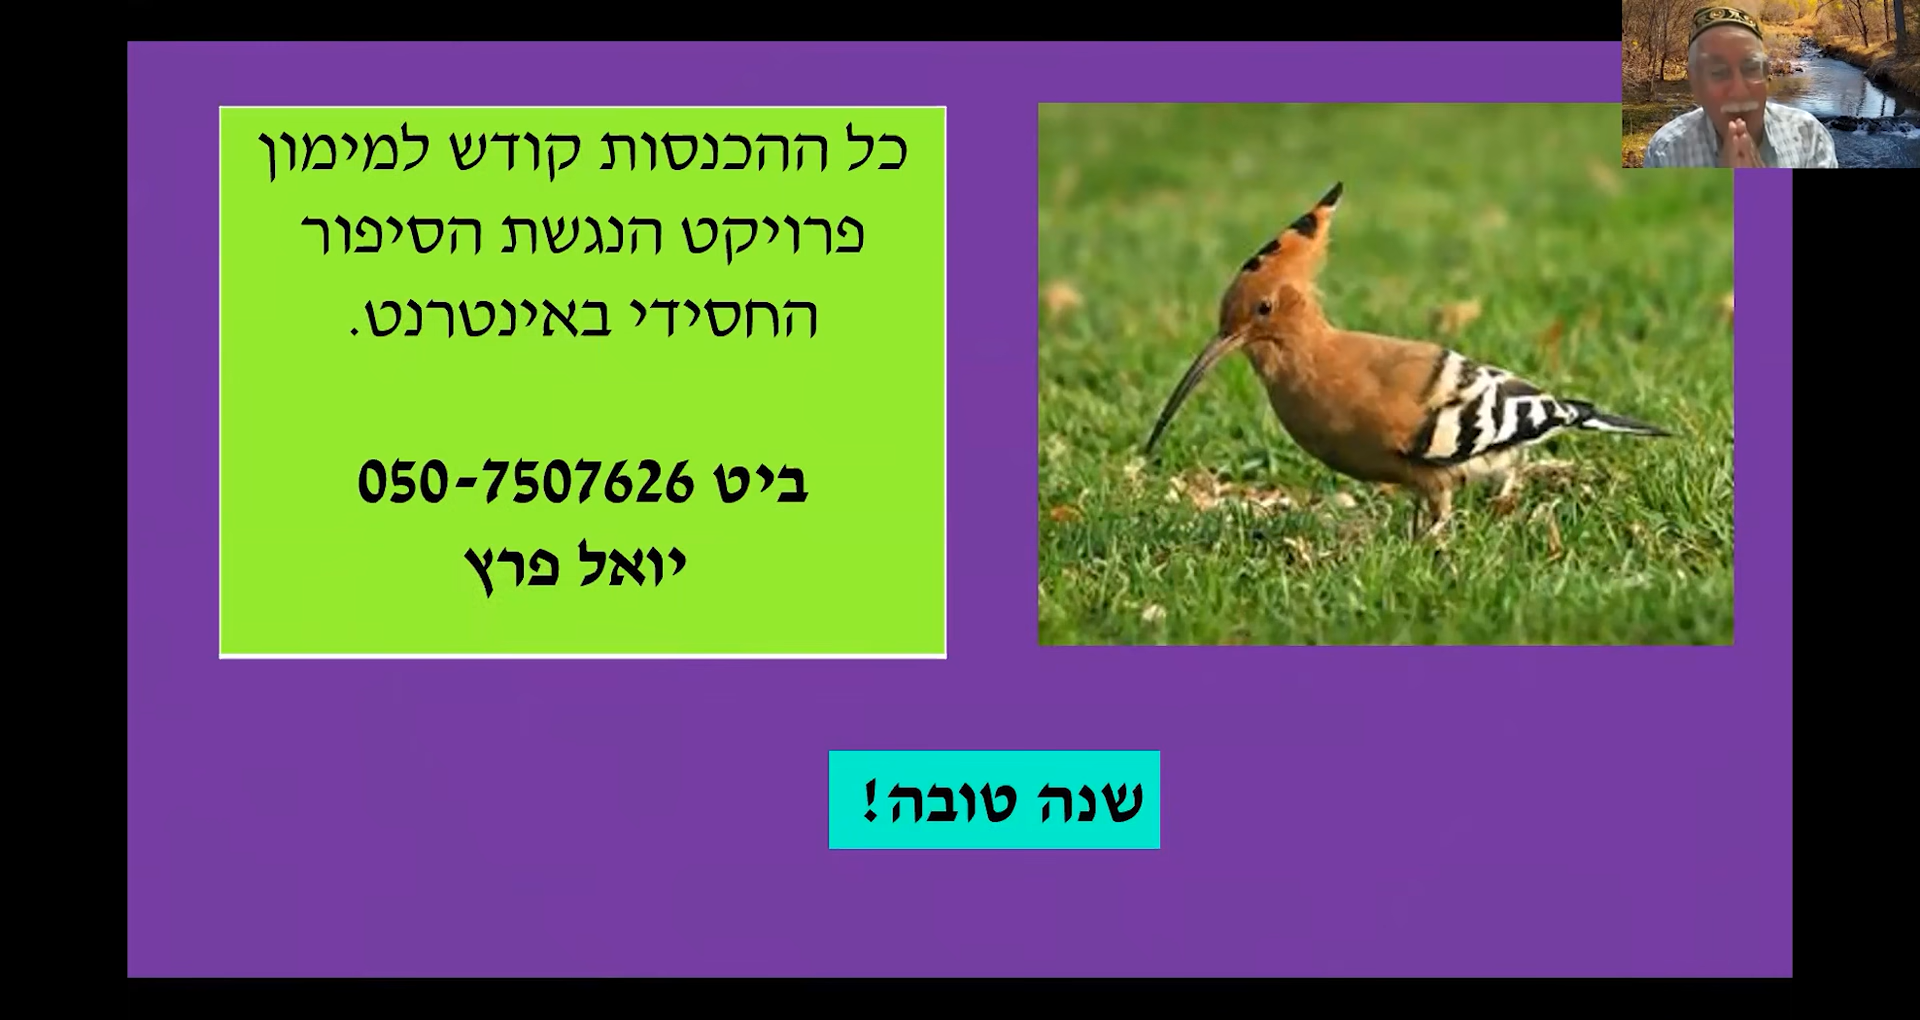 כל ההכנסות קודש למימון
פרויקט הנגשת הסיפור
החסידי באינטרנט.
ביט 050-7507626
יואל פרץ
שנה טובה!